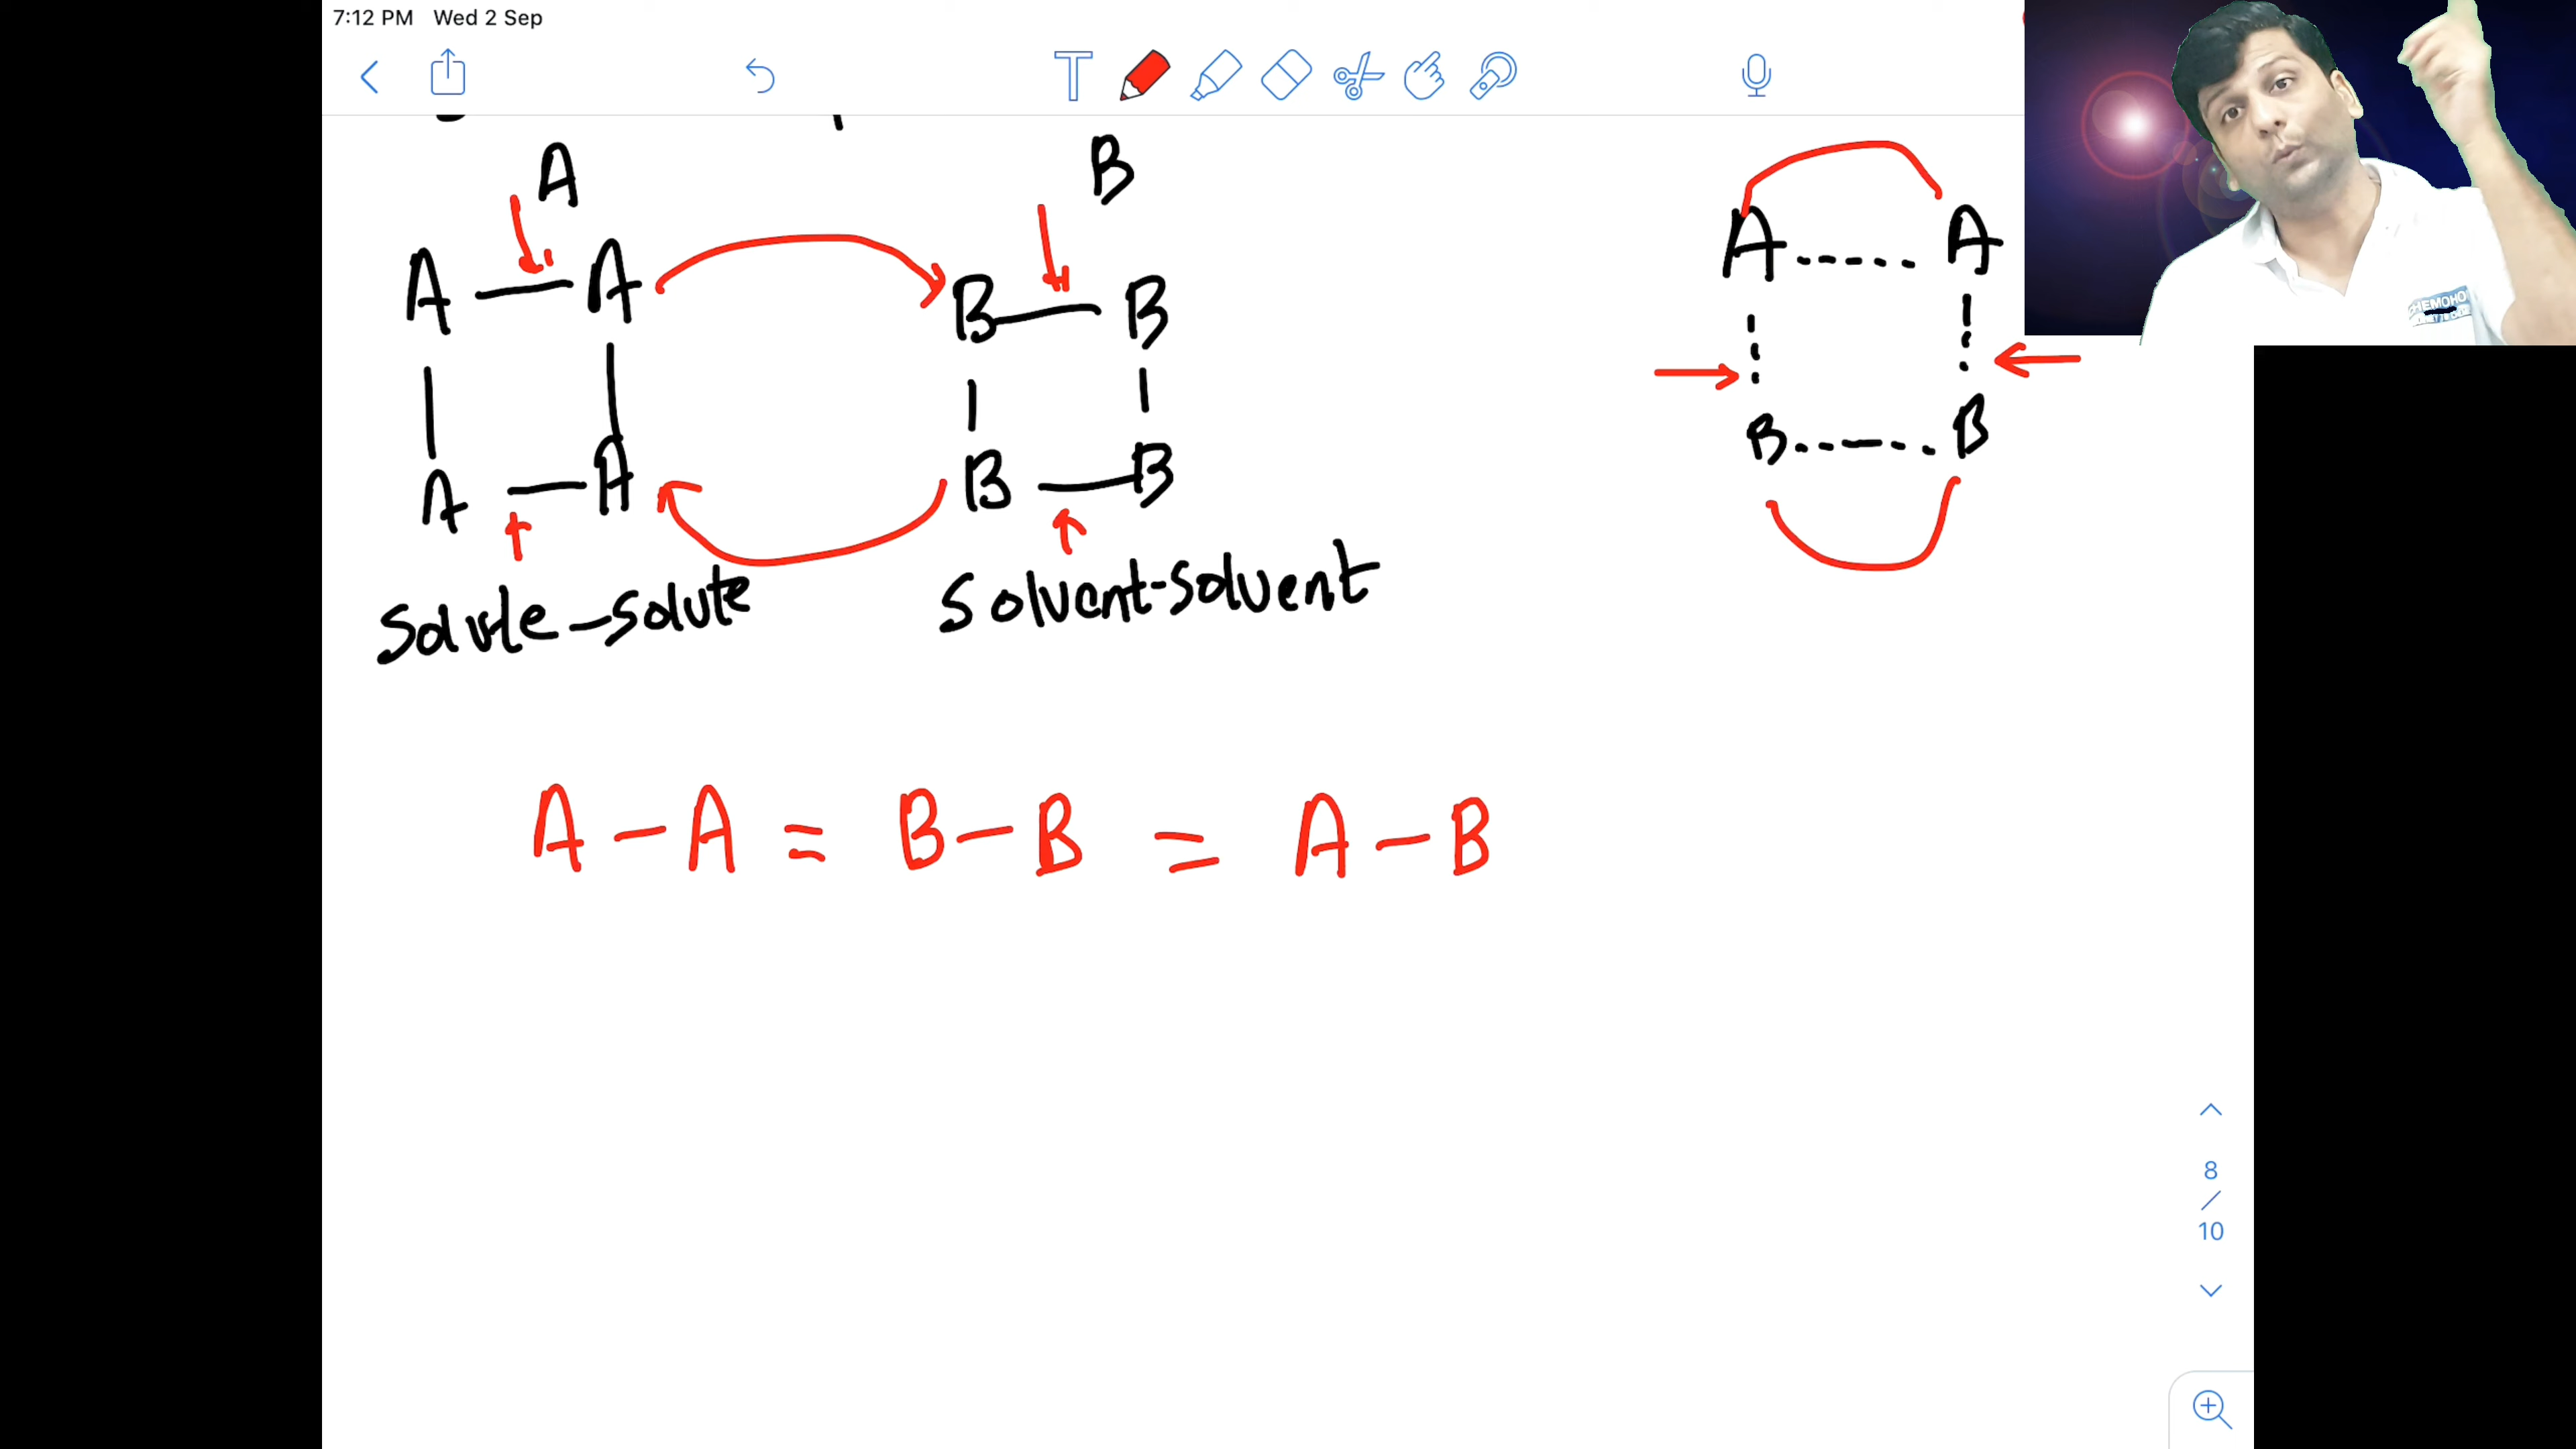 7:12 PM Wed 2 Sep
T
A B
A A B B A A
A A B B B B
Solute-solute Solvent-Solvent
A - A = B - B = A - B
8
/
10